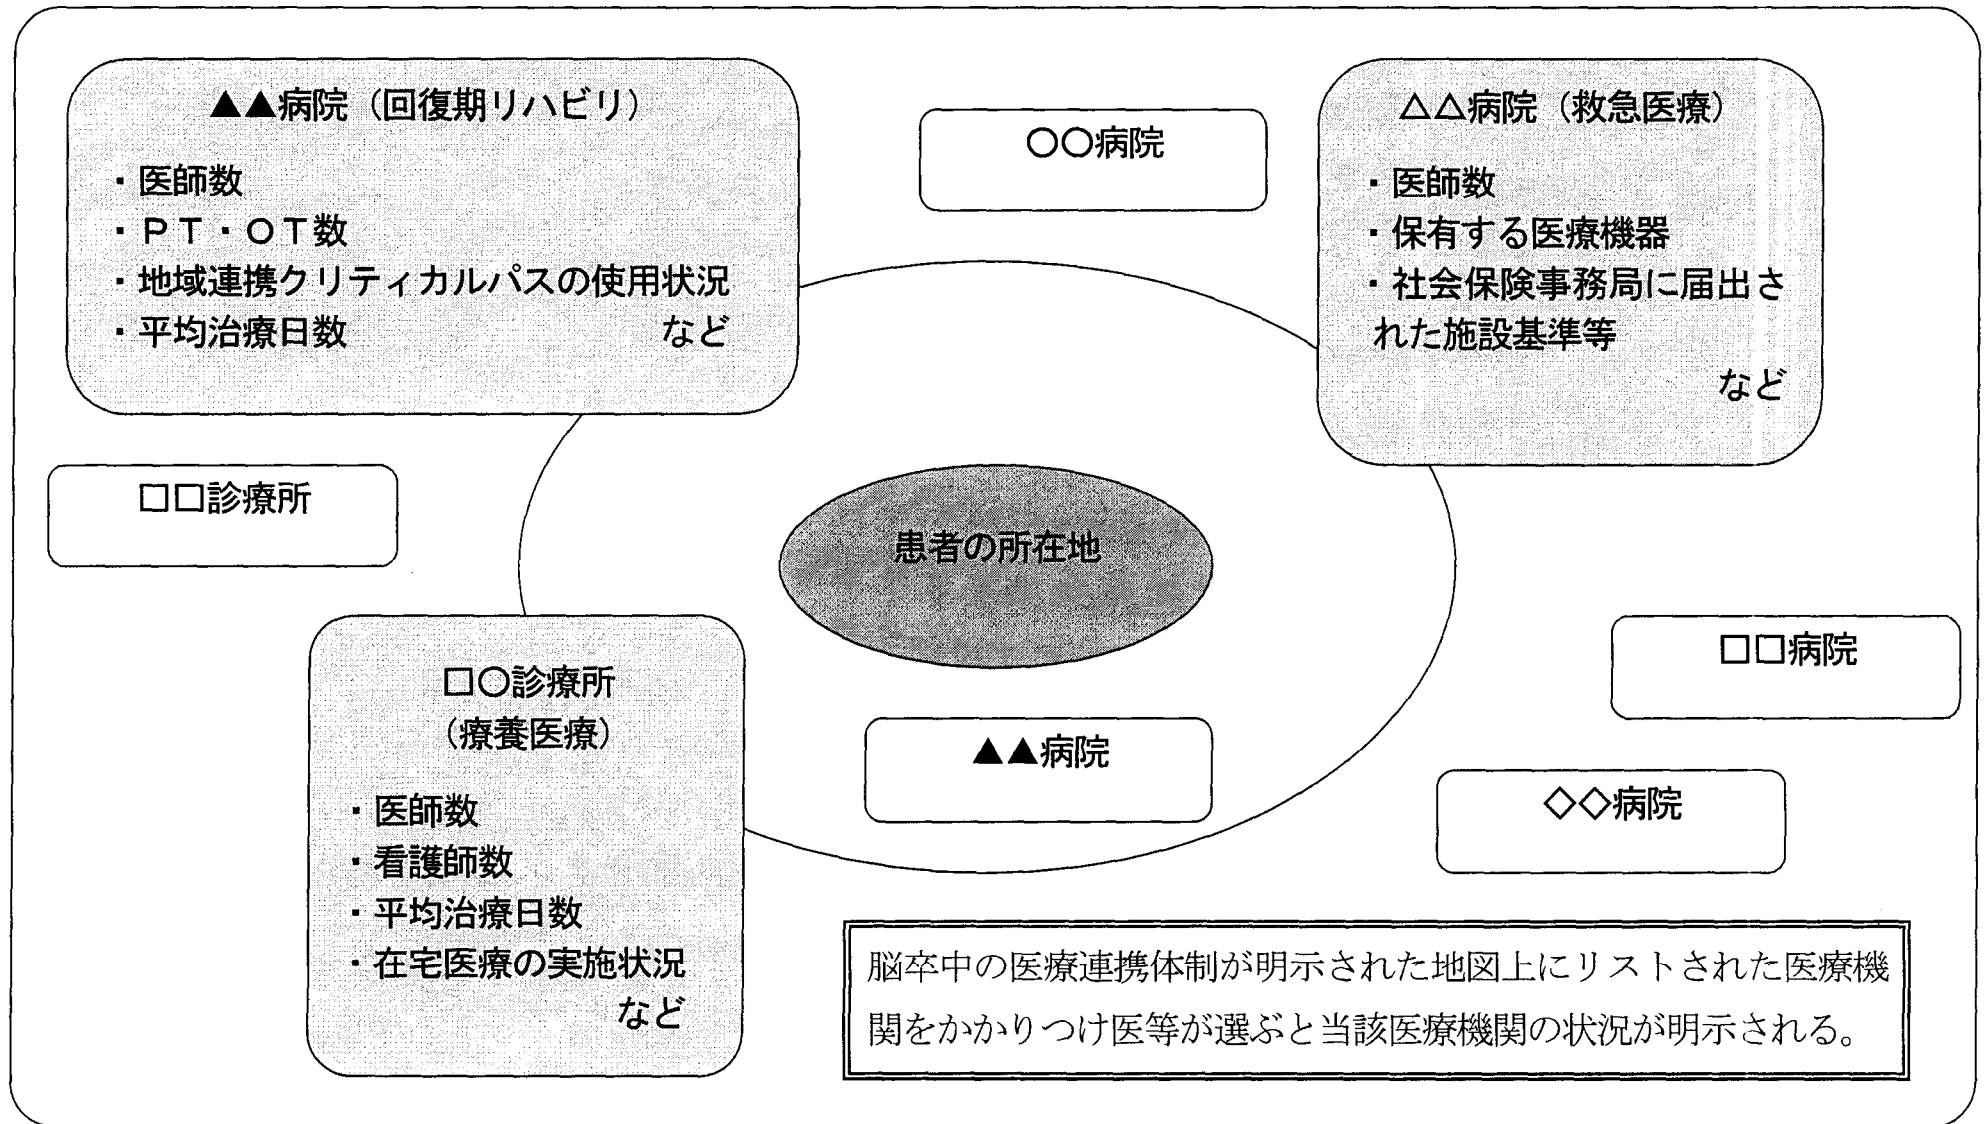 ▲▲病院（回復期リハビリ）
・医師数
・ＰＴ・ＯＴ数
・地域連携クリティカルパスの使用状況
・平均治療日数 など
○○病院
△△病院（救急医療）
・医師数
・保有する医療機器
・社会保険事務局に届出さ
れた施設基準等
など
□□診療所
患者の所在地
□○診療所
（療養医療）
・医師数
・看護師数
・平均治療日数
・在宅医療の実施状況
など
▲▲病院
□□病院
◇◇病院
脳卒中の医療連携体制が明示された地図上にリストされた医療機
関をかかりつけ医等が選ぶと当該医療機関の状況が明示される。